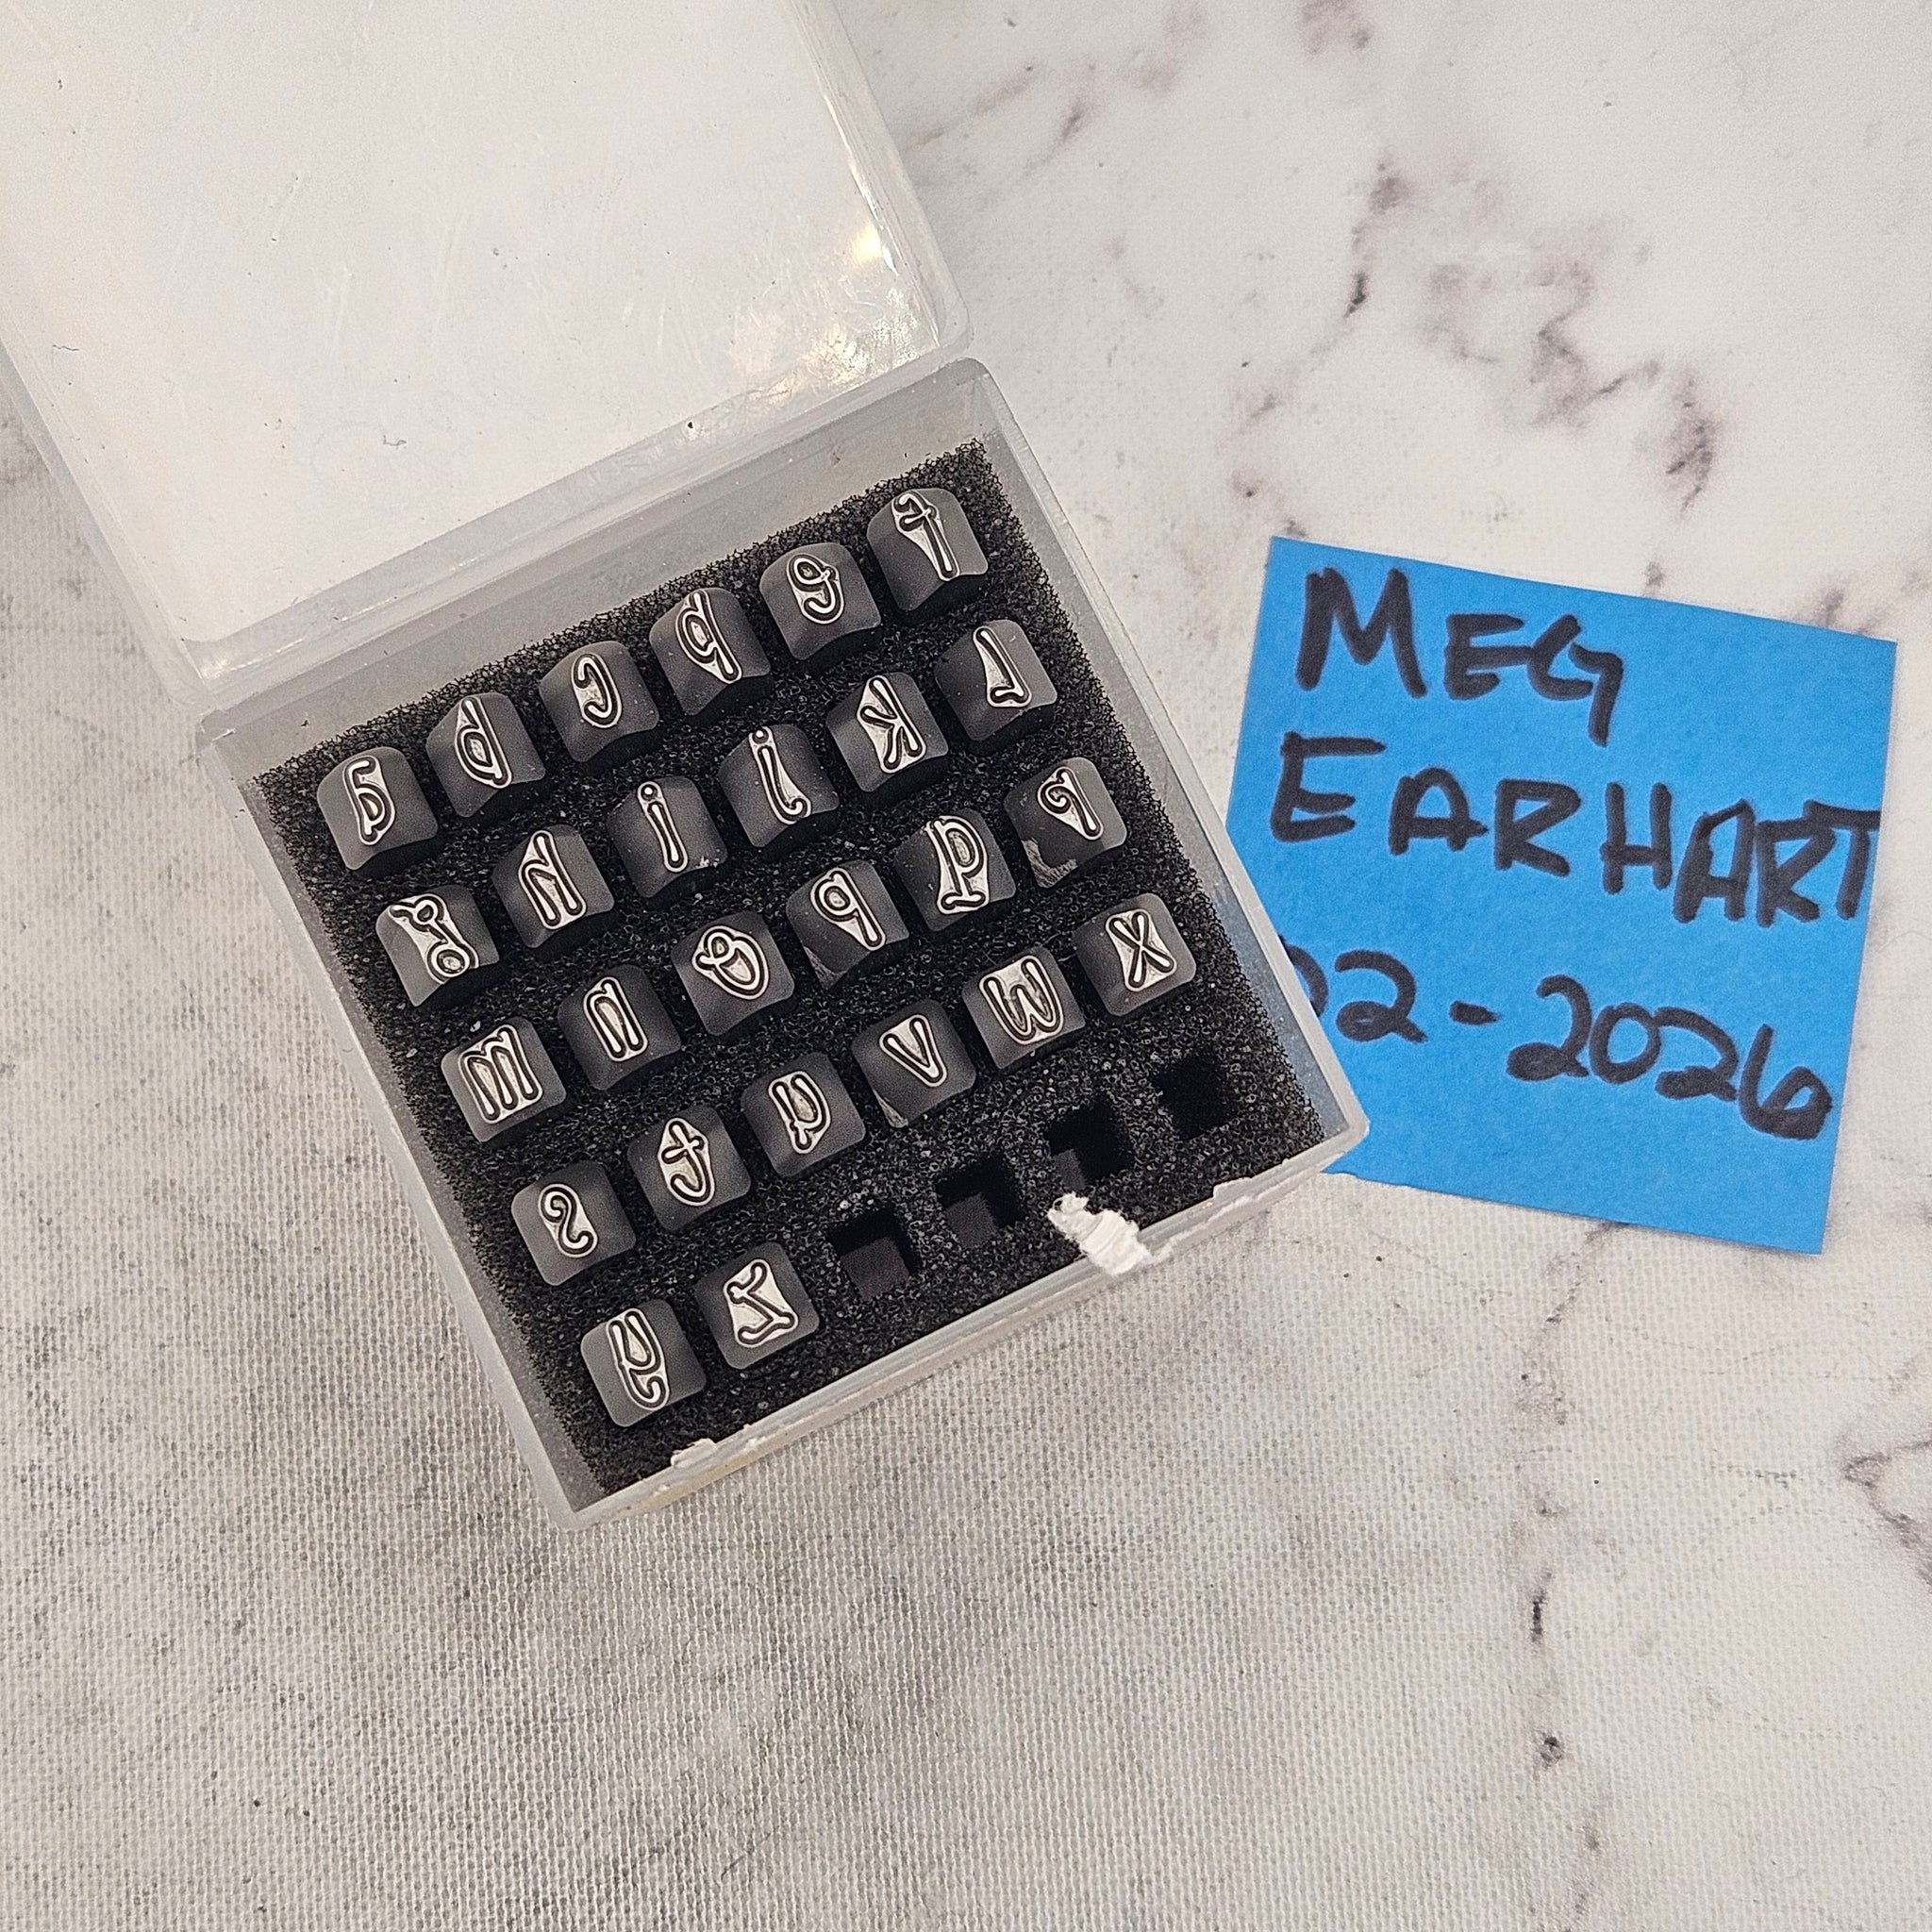 a b c d e f
g h i j k l
m n o p q r
s t u v w x
y z
MEG
EARHART
02-2026